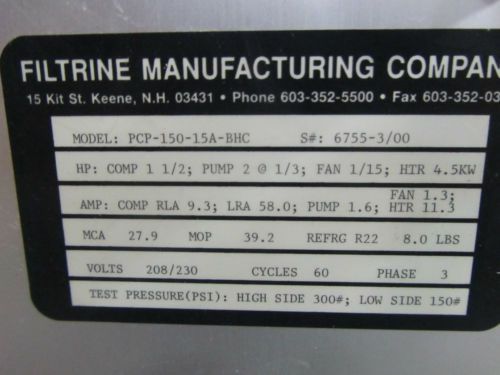 FILTRINE MANUFACTURING COMPAN
15 Kit St. Keene, N.H. 03431 • Phone 603-352-5500 • Fax 603-352-03
MODEL: PCP-150-15A-BHC S#: 6755-3/00
HP: COMP 1 1/2; PUMP 2 @ 1/3; FAN 1/15; HTR 4.5KW
FAN 1.3;
AMP: COMP RLA 9.3; LRA 58.0; PUMP 1.6; HTR 11.3
MCA 27.9 MOP 39.2 REFRG R22 8.0 LBS
VOLTS 208/230 CYCLES 60 PHASE 3
TEST PRESSURE(PSI): HIGH SIDE 300#; LOW SIDE 150#